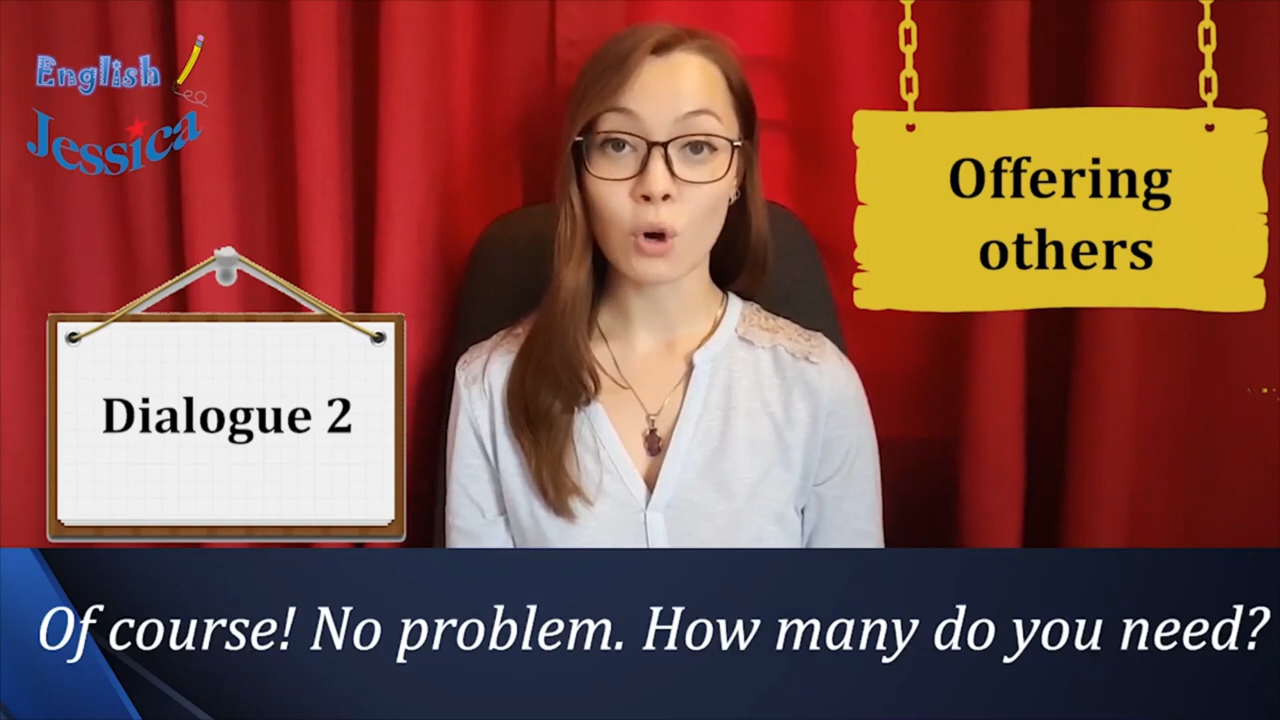 English
Jessica
Offering
others
Dialogue 2
Of course! No problem. How many do you need?